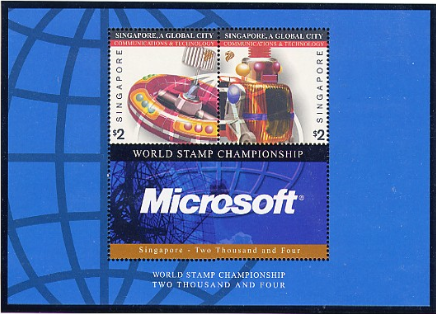 SINGAPORE, A GLOBAL CITY
COMMUNICATIONS & TECHNOLOGY
SINGAPORE
$2
SINGAPORE, A GLOBAL CITY
COMMUNICATIONS & TECHNOLOGY
SINGAPORE
$2
WORLD STAMP CHAMPIONSHIP
Microsoft®
Singapore - Two Thousand and Four
WORLD STAMP CHAMPIONSHIP
TWO THOUSAND AND FOUR